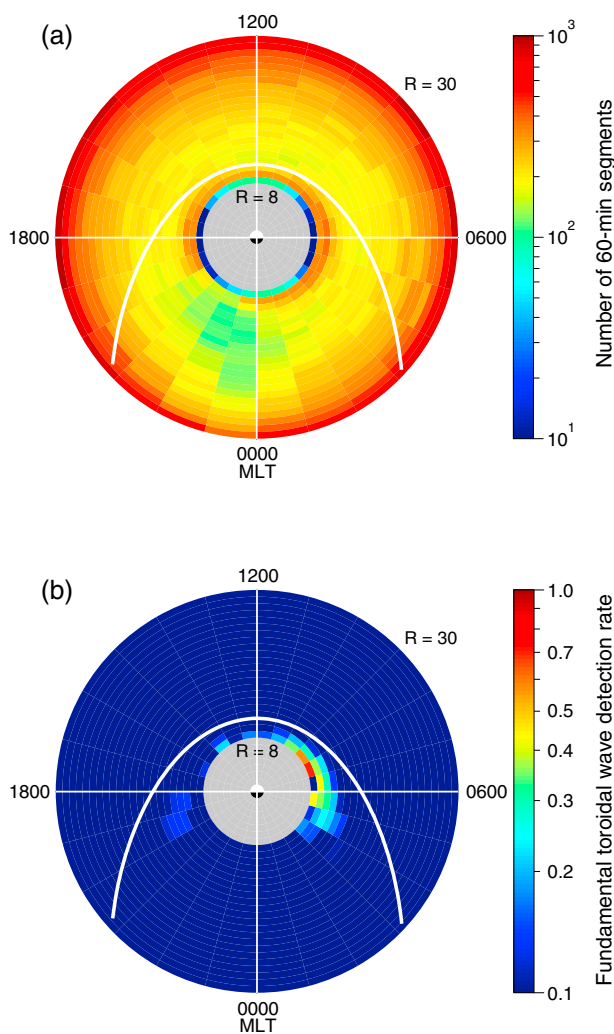 (a)
1200
R = 30
R = 8
1800
0600
0000
MLT
10³
10²
10¹
Number of 60-min segments
(b)
1200
R = 30
R = 8
1800
0600
0000
MLT
1.0
0.7
0.5
0.4
0.3
0.2
0.1
Fundamental toroidal wave detection rate